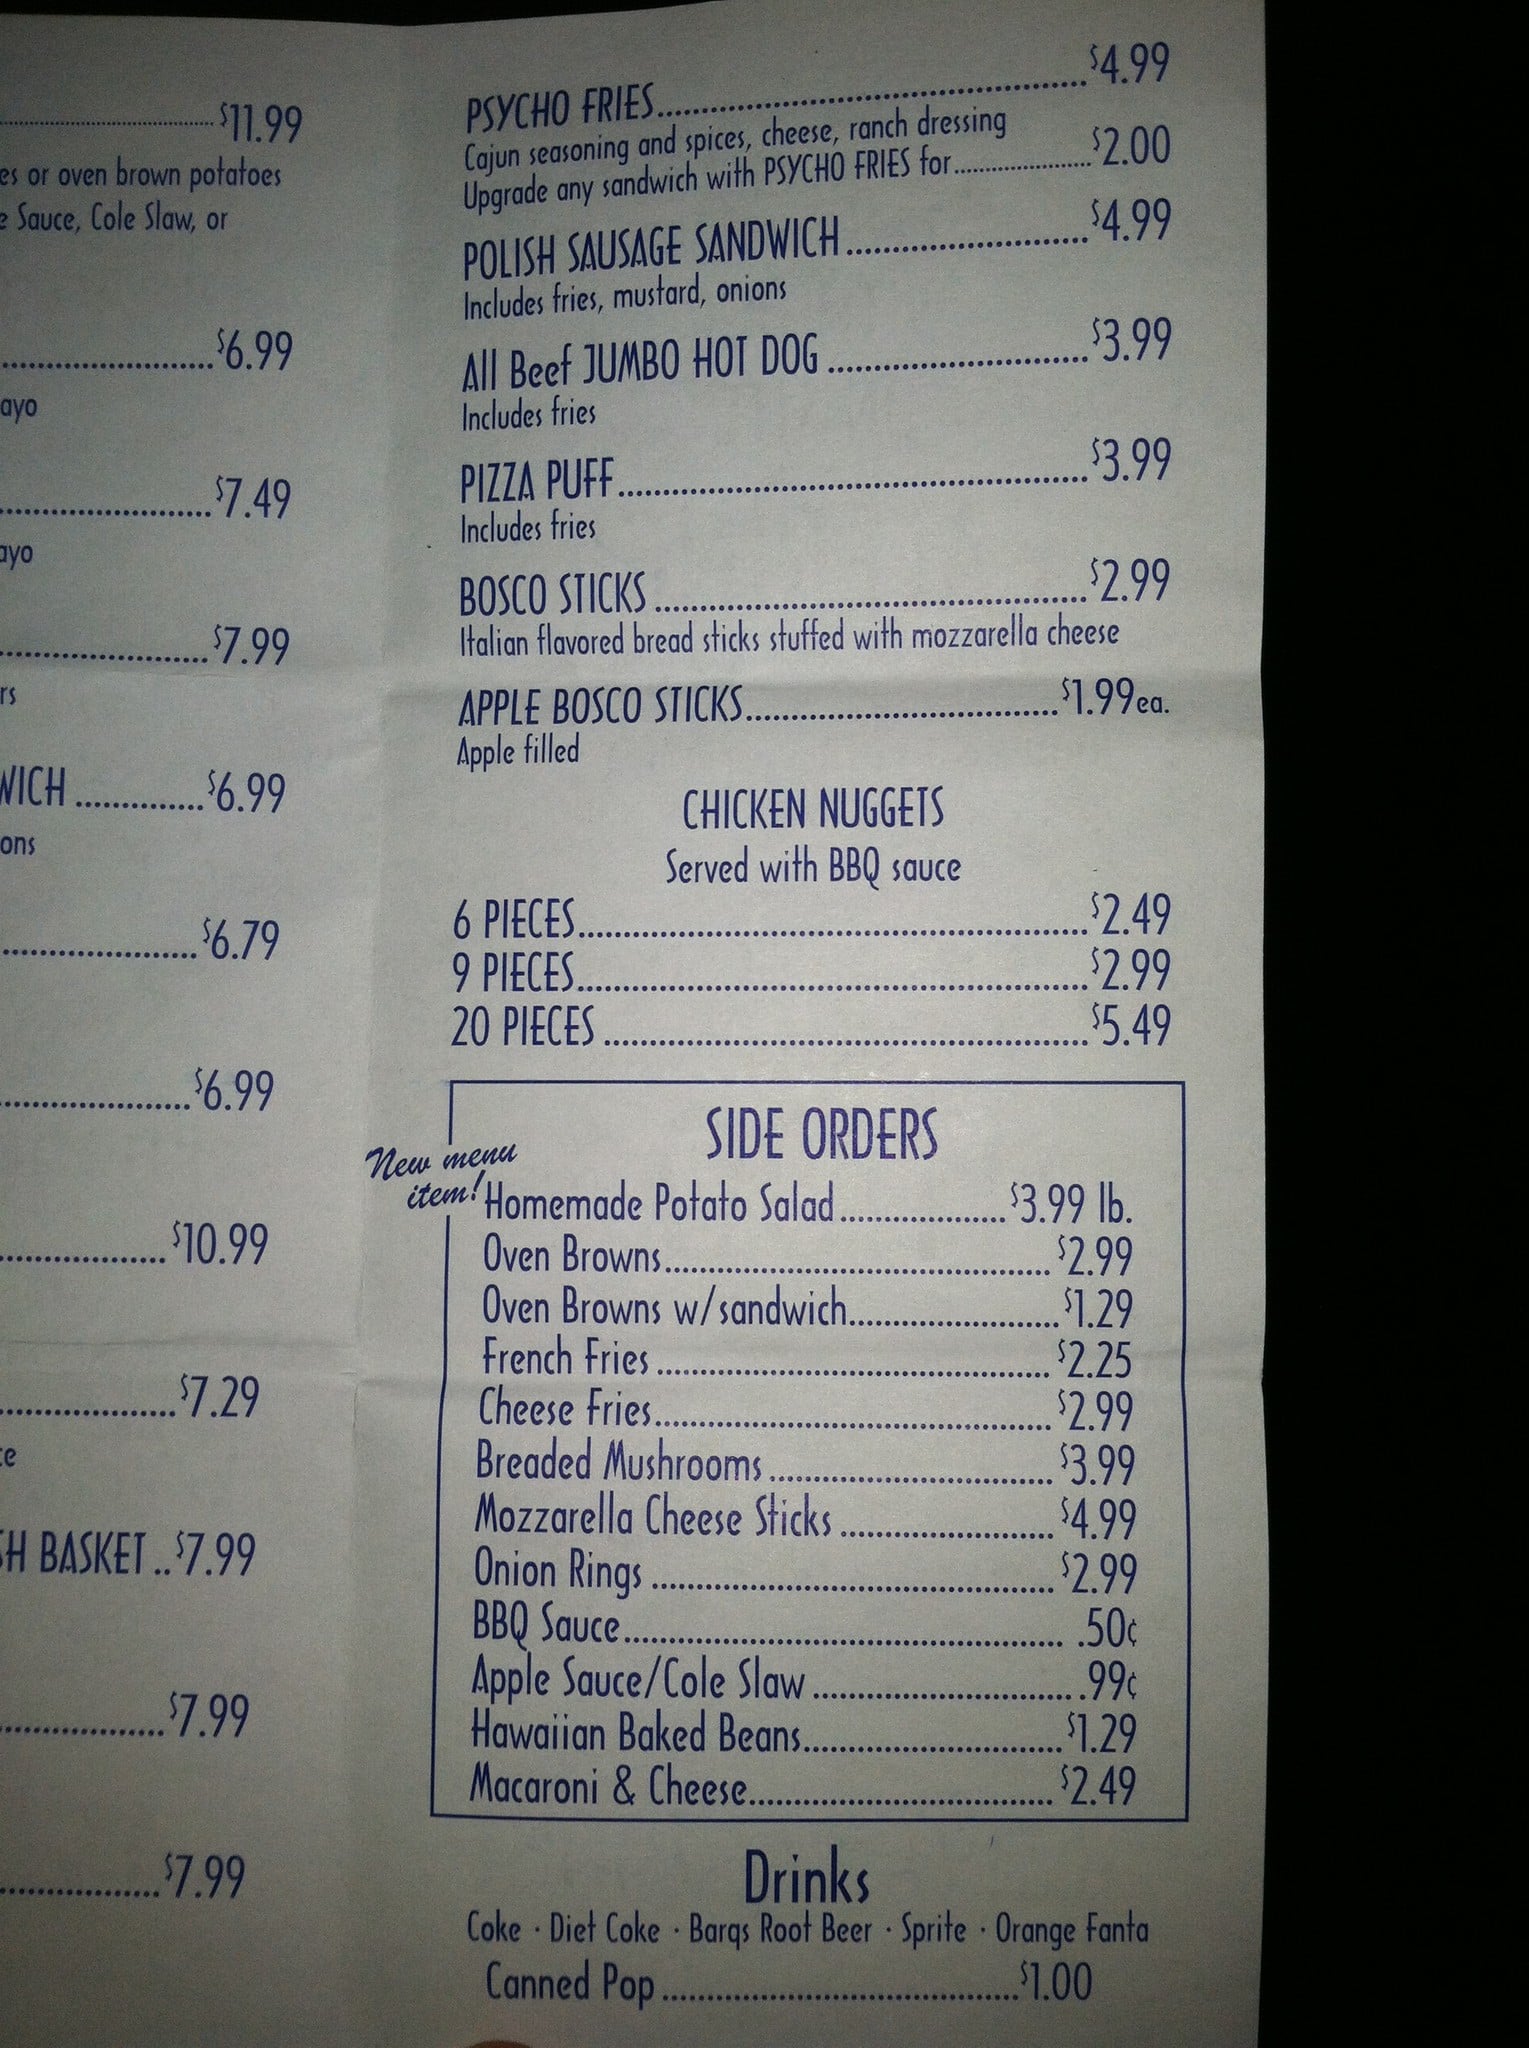 $11.99
es or oven brown potatoes
e Sauce, Cole Slaw, or
$6.99
ayo
$7.49
ayo
$7.99
rs
WICH..............$6.99
ons
$6.79
$6.99
$10.99
$7.29
ce
SH BASKET..$7.99
$7.99
$7.99
PSYCHO FRIES..........$4.99
Cajun seasoning and spices, cheese, ranch dressing
Upgrade any sandwich with PSYCHO FRIES for..........$2.00
POLISH SAUSAGE SANDWICH..........$4.99
Includes fries, mustard, onions
All Beef JUMBO HOT DOG..........$3.99
Includes fries
PIZZA PUFF..........$3.99
Includes fries
BOSCO STICKS..........$2.99
Italian flavored bread sticks stuffed with mozzarella cheese
APPLE BOSCO STICKS..........$1.99 ea.
Apple filled
CHICKEN NUGGETS
Served with BBQ sauce
6 PIECES..........$2.49
9 PIECES..........$2.99
20 PIECES..........$5.49
SIDE ORDERS
New menu
item!
Homemade Potato Salad..........$3.99 lb.
Oven Browns..........$2.99
Oven Browns w/sandwich..........$1.29
French Fries..........$2.25
Cheese Fries..........$2.99
Breaded Mushrooms..........$3.99
Mozzarella Cheese Sticks..........$4.99
Onion Rings..........$2.99
BBQ Sauce...........50¢
Apple Sauce/Cole Slaw...........99¢
Hawaiian Baked Beans..........$1.29
Macaroni & Cheese..........$2.49
Drinks
Coke · Diet Coke · Barqs Root Beer · Sprite · Orange Fanta
Canned Pop..........$1.00